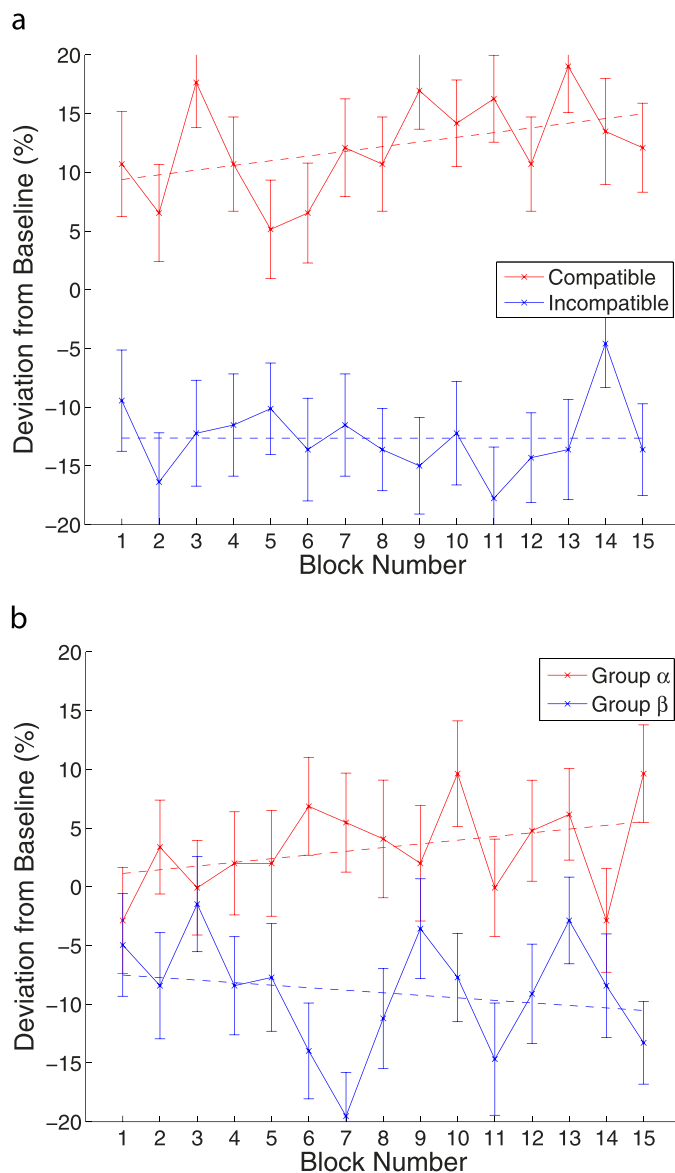 a
Deviation from Baseline (%)
20
15
10
5
0
−5
−10
−15
−20
Compatible
Incompatible
1 2 3 4 5 6 7 8 9 10 11 12 13 14 15
Block Number
b
Deviation from Baseline (%)
20
15
10
5
0
−5
−10
−15
−20
Group α
Group β
1 2 3 4 5 6 7 8 9 10 11 12 13 14 15
Block Number